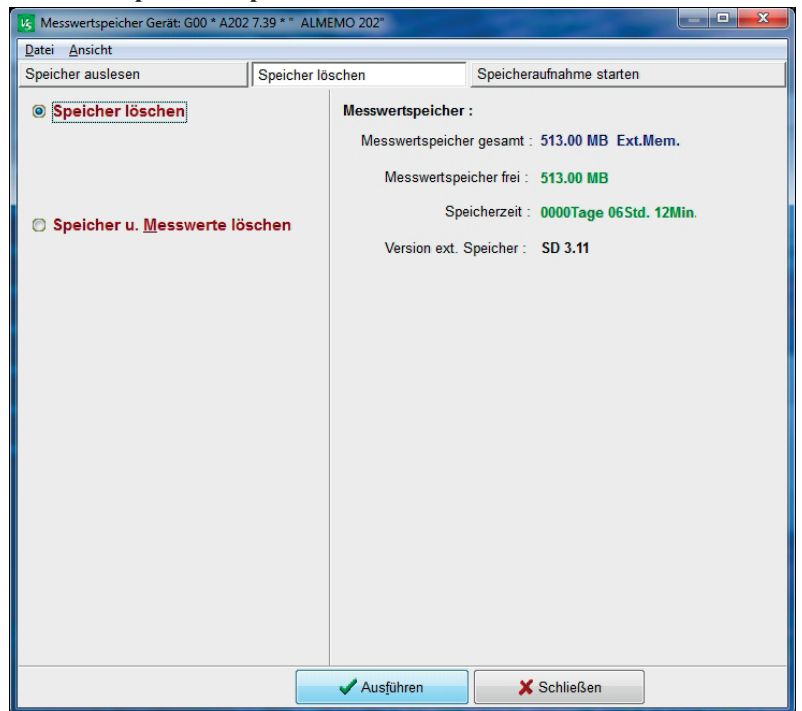 Messwertspeicher Gerät: G00 * A202 7.39 * " ALMEMO 202"
Datei Ansicht
Speicher auslesen Speicher löschen Speicheraufnahme starten
Speicher löschen
Speicher u. Messwerte löschen
Messwertspeicher :
Messwertspeicher gesamt : 513.00 MB Ext.Mem.
Messwertspeicher frei : 513.00 MB
Speicherzeit : 0000Tage 06Std. 12Min.
Version ext. Speicher : SD 3.11
Ausführen Schließen